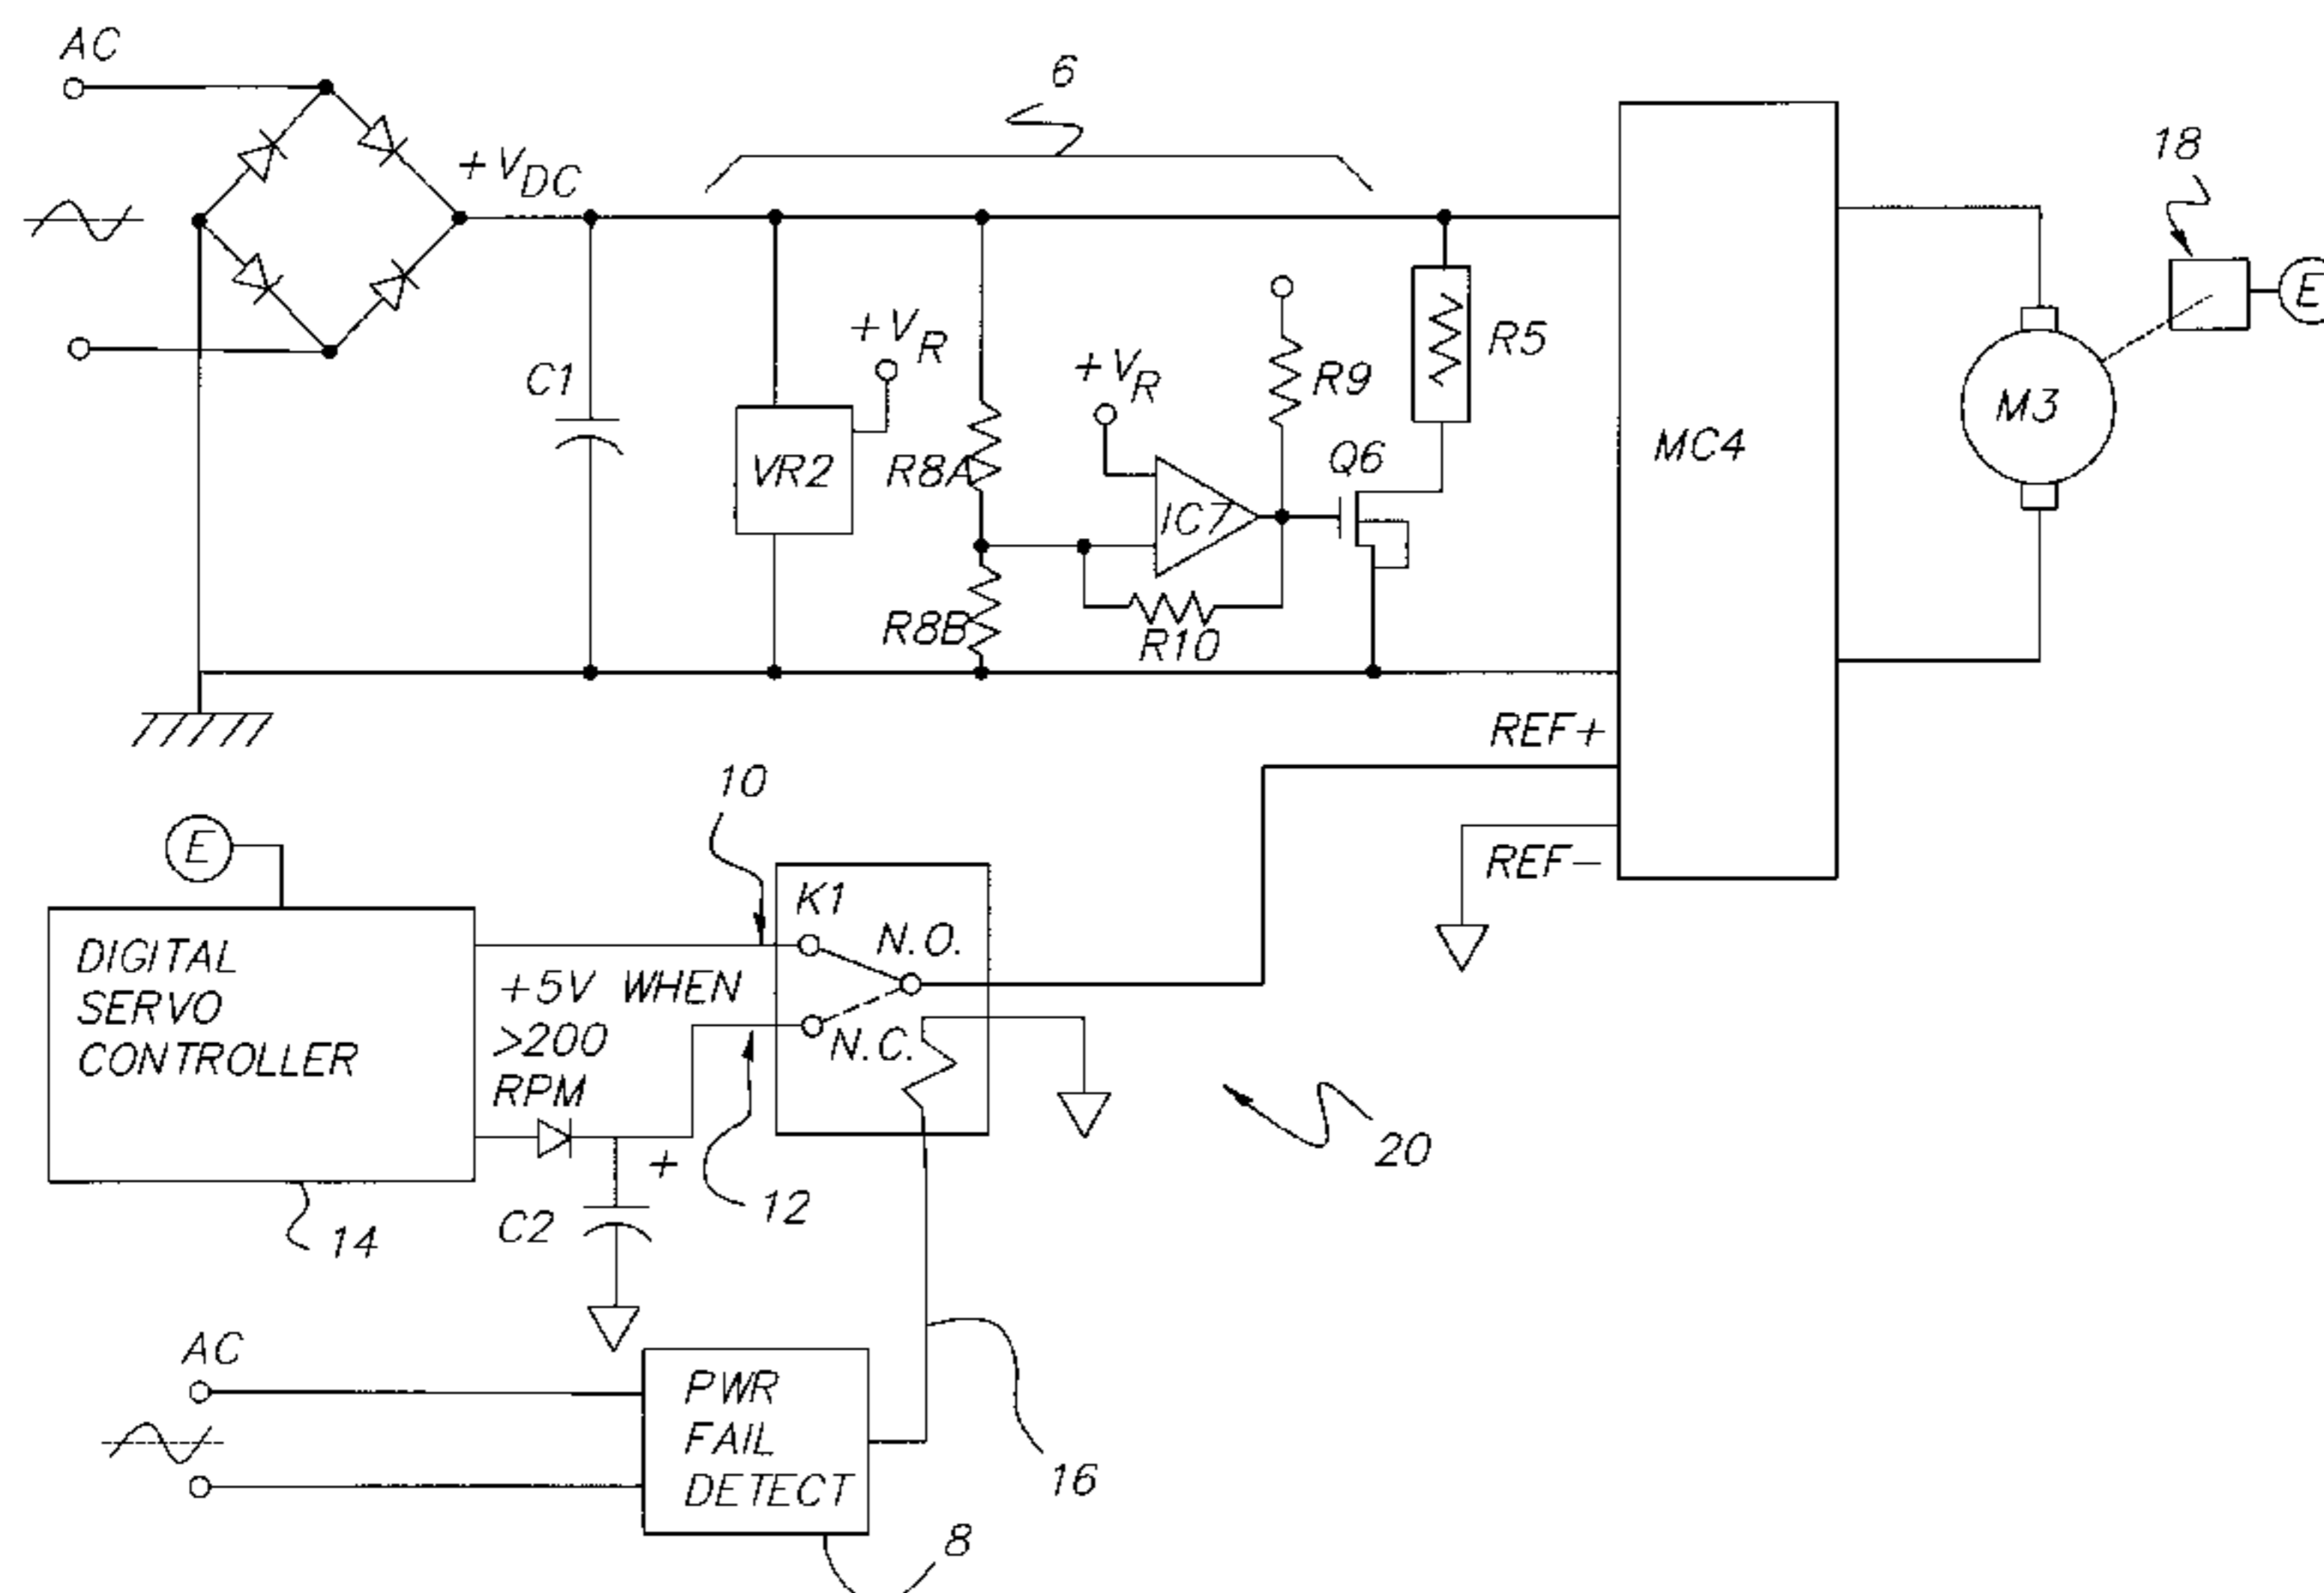 AC
6
18
+VDC
E
+VR
R5
C1
+VR
R9
M3
VR2
R8A
Q6
MC4
IC7
R8B
R10
REF+
10
REF-
E
K1
N.O.
DIGITAL
SERVO
CONTROLLER
+5V WHEN
>200
RPM
N.C.
+
20
12
C2
14
AC
PWR
FAIL
DETECT
16
8